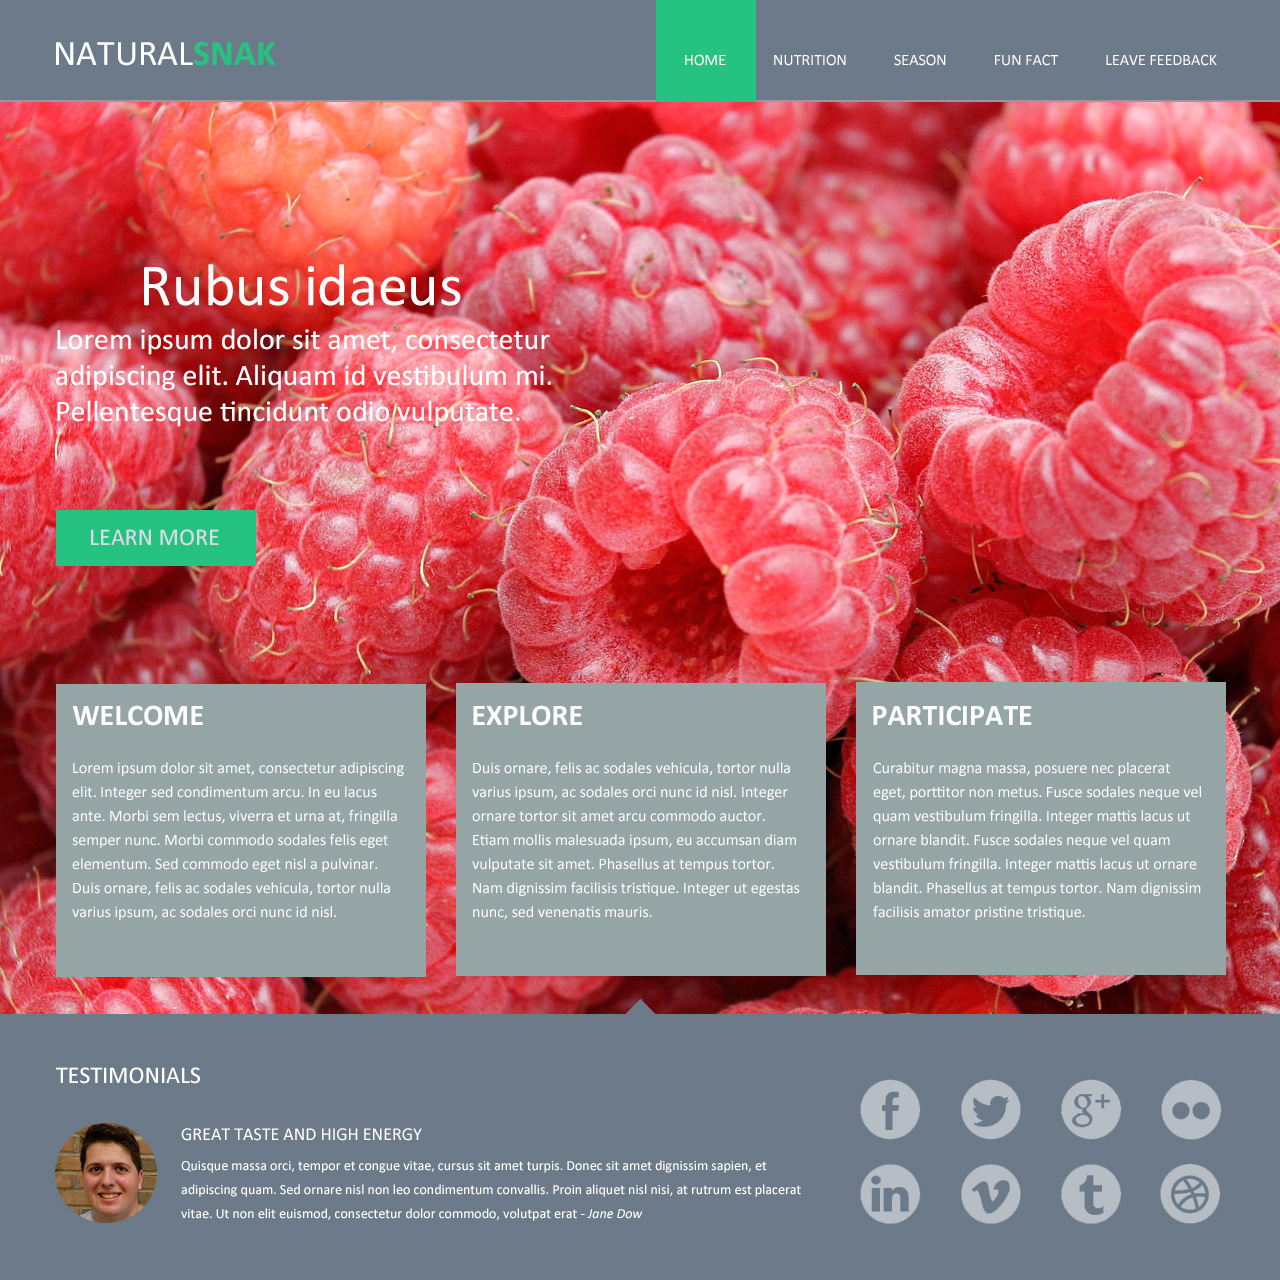 NATURALSNAK
HOME NUTRITION SEASON FUN FACT LEAVE FEEDBACK
Rubus idaeus
Lorem ipsum dolor sit amet, consectetur
adipiscing elit. Aliquam id vestibulum mi.
Pellentesque tincidunt odio vulputate.
LEARN MORE
WELCOME
Lorem ipsum dolor sit amet, consectetur adipiscing
elit. Integer sed condimentum arcu. In eu lacus
ante. Morbi sem lectus, viverra et urna at, fringilla
semper nunc. Morbi commodo sodales felis eget
elementum. Sed commodo eget nisl a pulvinar.
Duis ornare, felis ac sodales vehicula, tortor nulla
varius ipsum, ac sodales orci nunc id nisl.
EXPLORE
Duis ornare, felis ac sodales vehicula, tortor nulla
varius ipsum, ac sodales orci nunc id nisl. Integer
ornare tortor sit amet arcu commodo auctor.
Etiam mollis malesuada ipsum, eu accumsan diam
vulputate sit amet. Phasellus at tempus tortor.
Nam dignissim facilisis tristique. Integer ut egestas
nunc, sed venenatis mauris.
PARTICIPATE
Curabitur magna massa, posuere nec placerat
eget, porttitor non metus. Fusce sodales neque vel
quam vestibulum fringilla. Integer mattis lacus ut
ornare blandit. Fusce sodales neque vel quam
vestibulum fringilla. Integer mattis lacus ut ornare
blandit. Phasellus at tempus tortor. Nam dignissim
facilisis amator pristine tristique.
TESTIMONIALS
GREAT TASTE AND HIGH ENERGY
Quisque massa orci, tempor et congue vitae, cursus sit amet turpis. Donec sit amet dignissim sapien, et
adipiscing quam. Sed ornare nisl non leo condimentum convallis. Proin aliquet nisl nisi, at rutrum est placerat
vitae. Ut non elit euismod, consectetur dolor commodo, volutpat erat - Jane Dow
f g+
in v t